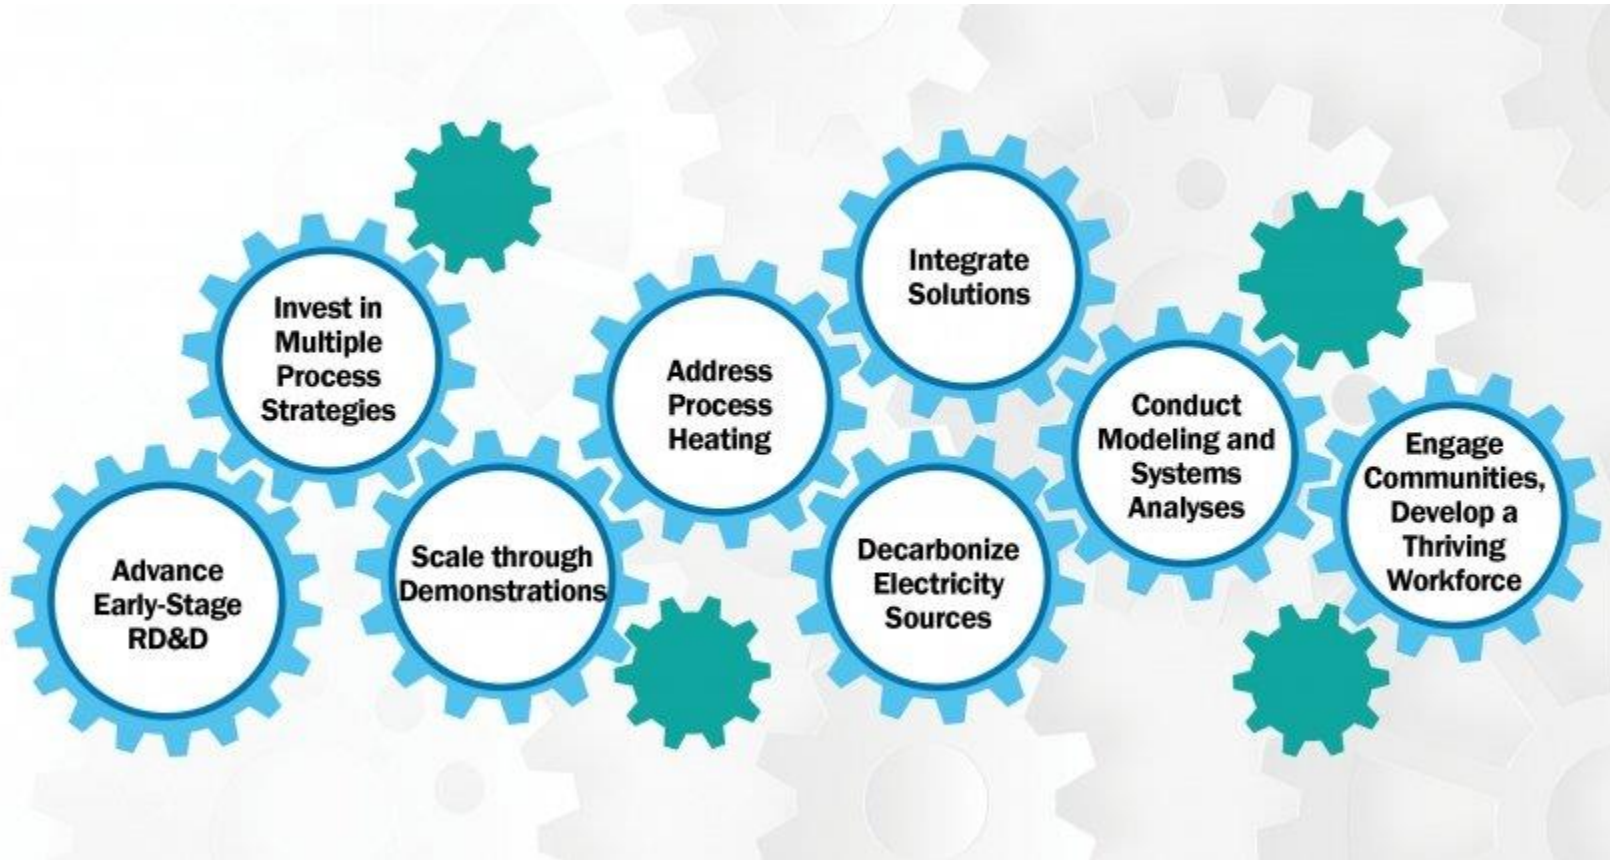 Advance
Early-Stage
RD&D
Invest in
Multiple
Process
Strategies
Scale through
Demonstrations
Address
Process
Heating
Integrate
Solutions
Decarbonize
Electricity
Sources
Conduct
Modeling and
Systems
Analyses
Engage
Communities,
Develop a
Thriving
Workforce